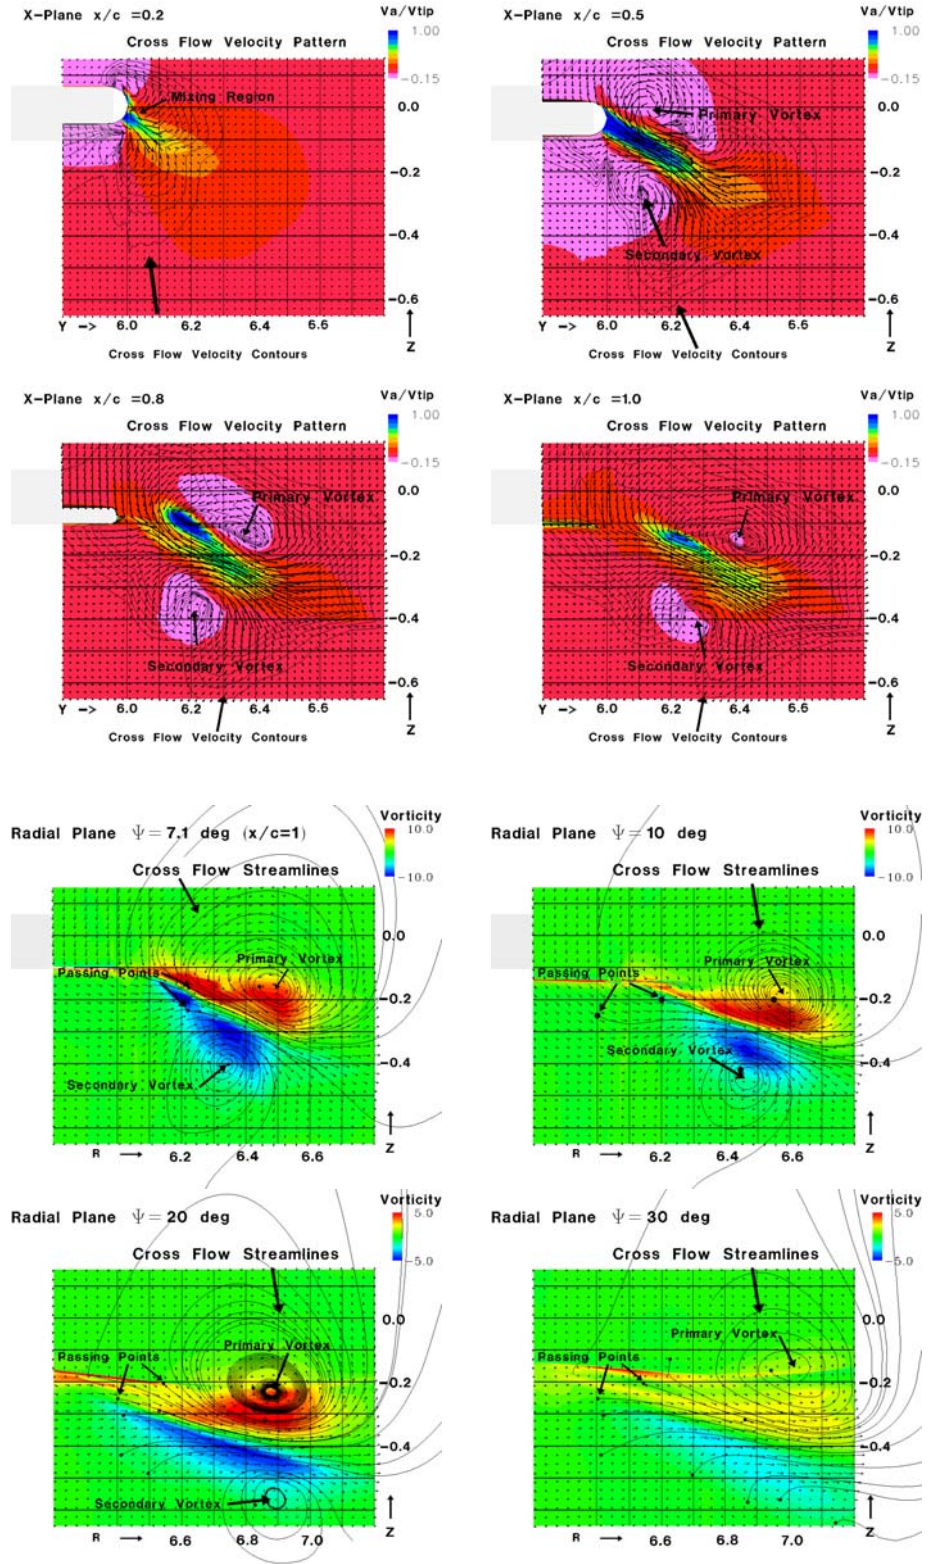 X-Plane x/c =0.2
Va/Vtip
1.00
-0.15
Cross Flow Velocity Pattern
Mixing Region
0.0
-0.2
-0.4
-0.6
Y -> 6.0 6.2 6.4 6.6
Z
Cross Flow Velocity Contours
X-Plane x/c =0.5
Va/Vtip
1.00
-0.15
Cross Flow Velocity Pattern
Primary Vortex
Secondary Vortex
0.0
-0.2
-0.4
-0.6
Y -> 6.0 6.2 6.6
Z
Cross Flow Velocity Contours
X-Plane x/c =0.8
Va/Vtip
1.00
-0.15
Cross Flow Velocity Pattern
Primary Vortex
Secondary Vortex
0.0
-0.2
-0.4
-0.6
Y -> 6.0 6.2 6.4 6.6
Z
Cross Flow Velocity Contours
X-Plane x/c =1.0
Va/Vtip
1.00
-0.15
Cross Flow Velocity Pattern
Primary Vortex
Secondary Vortex
0.0
-0.2
-0.4
-0.6
Y -> 6.0 6.2 6.4 6.6
Z
Cross Flow Velocity Contours
Radial Plane Ψ= 7.1 deg (x/c=1)
Vorticity
10.0
-10.0
Cross Flow Streamlines
Primary Vortex
Passing Points
Secondary Vortex
0.0
-0.2
-0.4
R 6.2 6.4 6.6
Z
Radial Plane Ψ= 10 deg
Vorticity
10.0
-10.0
Cross Flow Streamlines
Primary Vortex
Passing Points
Secondary Vortex
0.0
-0.2
-0.4
R 6.2 6.4 6.6
Z
Radial Plane Ψ= 20 deg
Vorticity
5.0
-5.0
Cross Flow Streamlines
Primary Vortex
Passing Points
Secondary Vortex
0.0
-0.2
-0.4
R 6.6 6.8 7.0
Z
Radial Plane Ψ= 30 deg
Vorticity
5.0
-5.0
Cross Flow Streamlines
Primary Vortex
Passing Points
0.0
-0.2
-0.4
R 6.6 6.8 7.0
Z